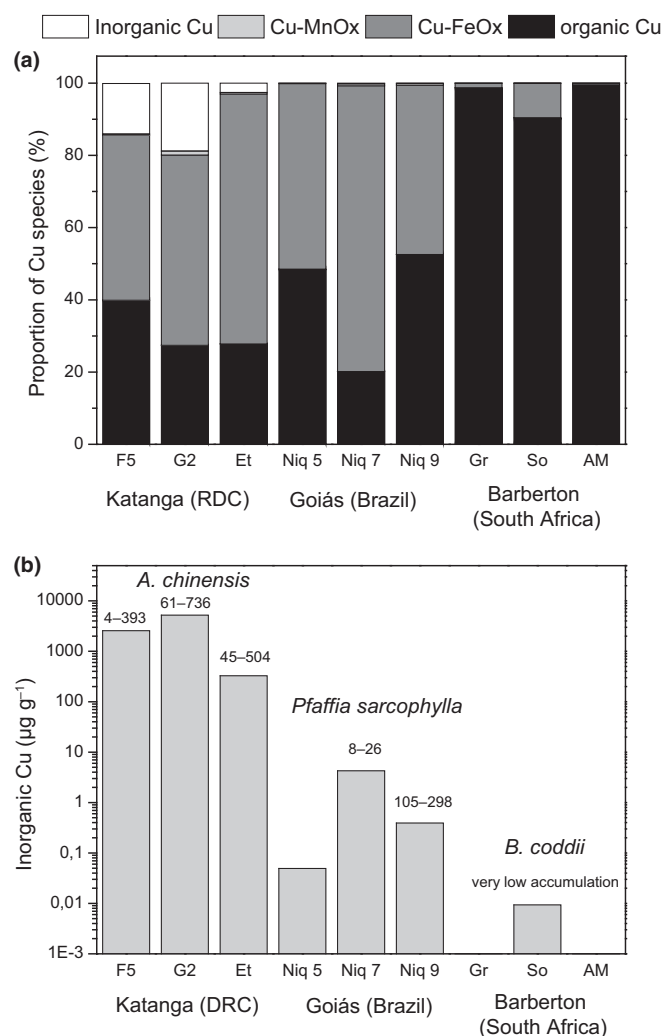 Inorganic Cu Cu-MnOx Cu-FeOx organic Cu
(a)
Proportion of Cu species (%)
100
80
60
40
20
0
F5 G2 Et Niq 5 Niq 7 Niq 9 Gr So AM
Katanga (RDC) Goiás (Brazil) Barberton
(South Africa)
(b)
A. chinensis
Inorganic Cu (µg g⁻¹)
10000
1000
100
10
1
0,1
0,01
1E-3
4–393
61–736
45–504
Pfaffia sarcophylla
8–26
105–298
B. coddii
very low accumulation
F5 G2 Et Niq 5 Niq 7 Niq 9 Gr So AM
Katanga (DRC) Goiás (Brazil) Barberton
(South Africa)